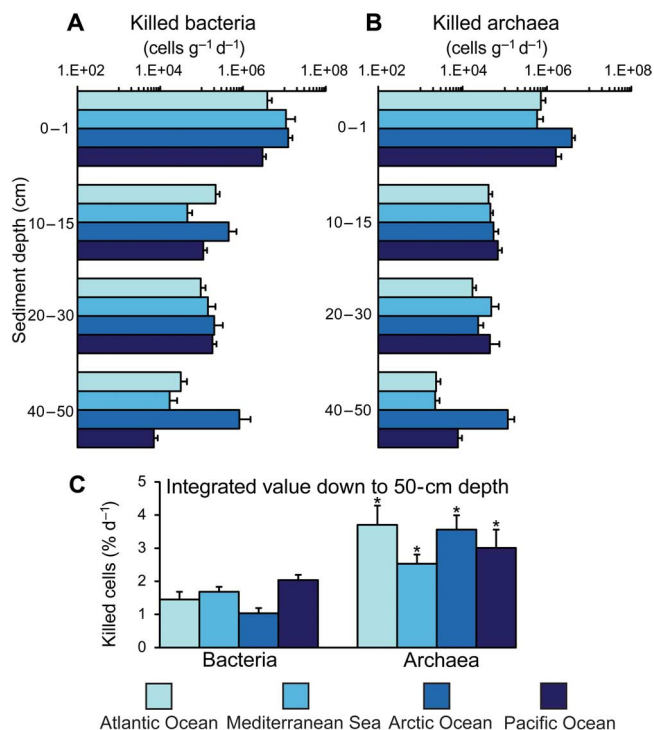 A Killed bacteria
(cells g⁻¹ d⁻¹)
1.E+02 1.E+04 1.E+06 1.E+08
B Killed archaea
(cells g⁻¹ d⁻¹)
1.E+02 1.E+04 1.E+06 1.E+08
Sediment depth (cm)
0–1
10–15
20–30
40–50
0–1
10–15
20–30
40–50
C Integrated value down to 50-cm depth
Killed cells (% d⁻¹)
5
4
3
2
1
0
* * * *
Bacteria Archaea
Atlantic Ocean Mediterranean Sea Arctic Ocean Pacific Ocean